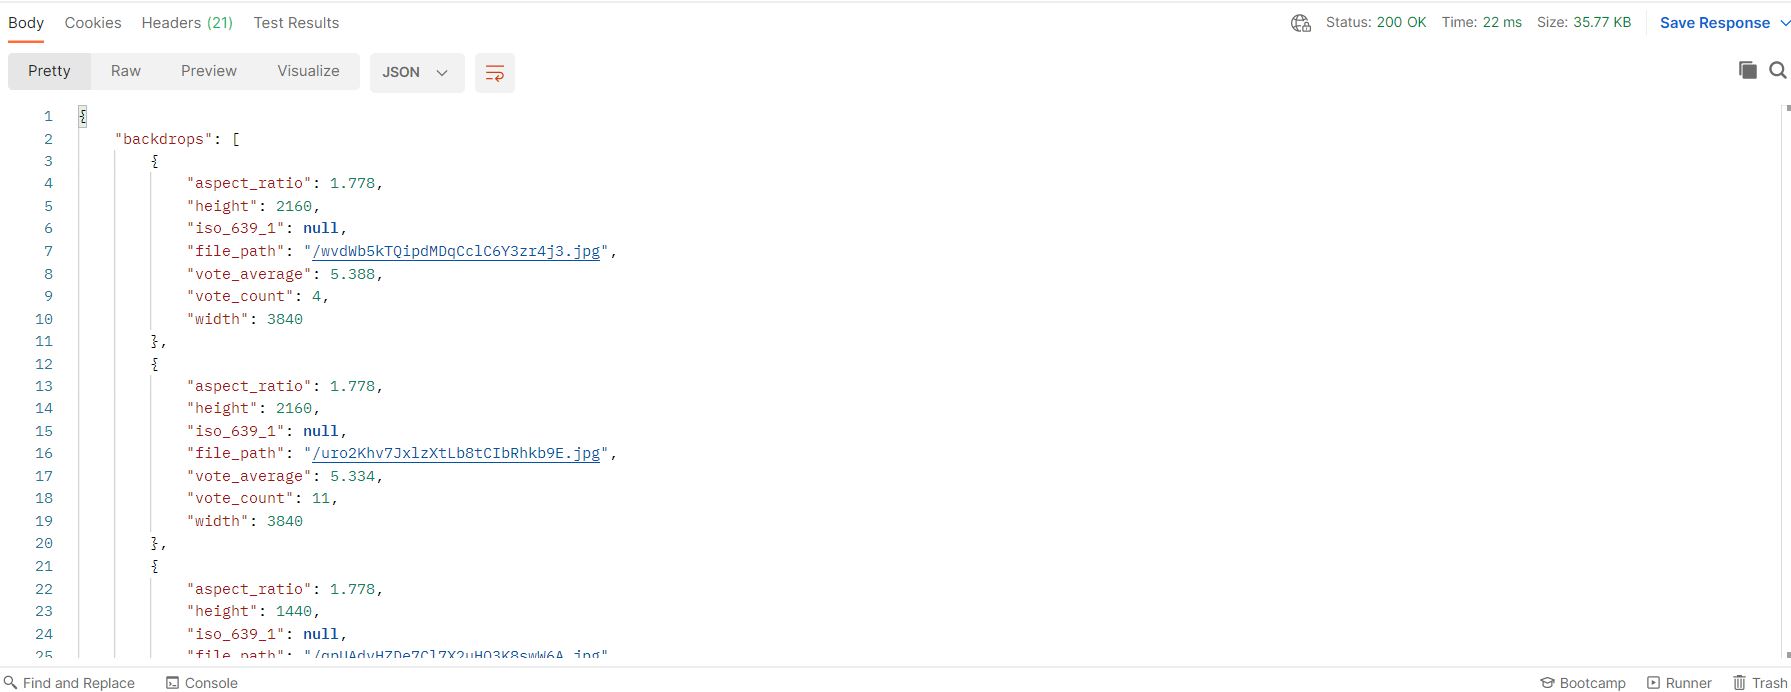 Body Cookies Headers (21) Test Results Status: 200 OK Time: 22 ms Size: 35.77 KB Save Response
Pretty Raw Preview Visualize JSON
1 {
2 "backdrops": [
3 {
4 "aspect_ratio": 1.778,
5 "height": 2160,
6 "iso_639_1": null,
7 "file_path": "/wvdWb5kTQipdMDqCclC6Y3zr4j3.jpg",
8 "vote_average": 5.388,
9 "vote_count": 4,
10 "width": 3840
11 },
12 {
13 "aspect_ratio": 1.778,
14 "height": 2160,
15 "iso_639_1": null,
16 "file_path": "/uro2Khv7JxlzXtLb8tCIbRhkb9E.jpg",
17 "vote_average": 5.334,
18 "vote_count": 11,
19 "width": 3840
20 },
21 {
22 "aspect_ratio": 1.778,
23 "height": 1440,
24 "iso_639_1": null,
25 "file_path":
Find and Replace Console Bootcamp Runner Trash